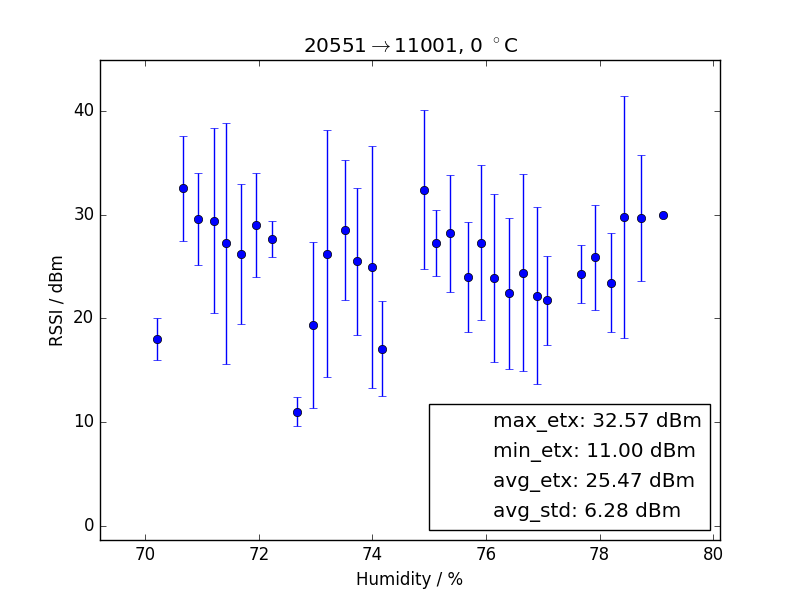 20551→11001, 0 °C
RSSI / dBm
40
30
20
10
0
max_etx: 32.57 dBm
min_etx: 11.00 dBm
avg_etx: 25.47 dBm
avg_std: 6.28 dBm
70 72 74 76 78 80
Humidity / %